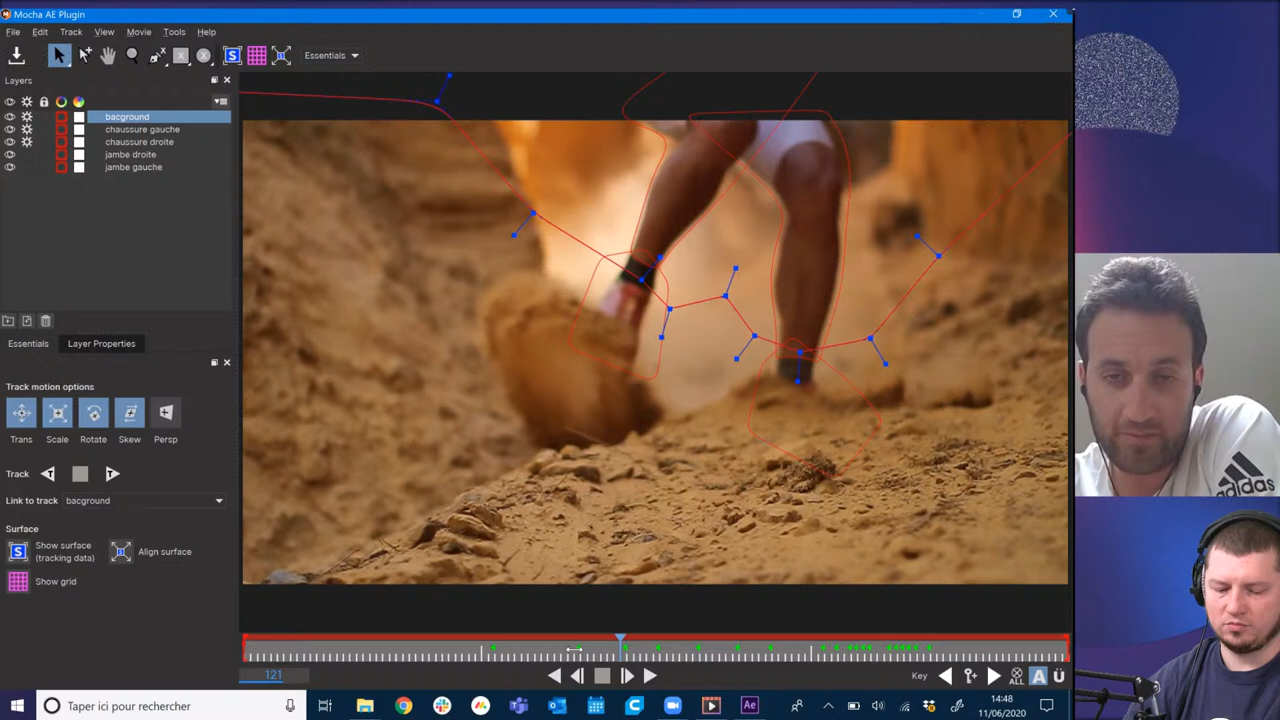 Mocha AE Plugin
File Edit Track View Movie Tools Help
Essentials
Layers
bacground
chaussure gauche
chaussure droite
jambe droite
jambe gauche
Essentials Layer Properties
Track motion options
Trans Scale Rotate Skew Persp
Track
Link to track bacground
Surface
Show surface
(tracking data)
Align surface
Show grid
121
Key
ALL
A
Ü
adidas
Taper ici pour rechercher
Ae
14:48
11/06/2020